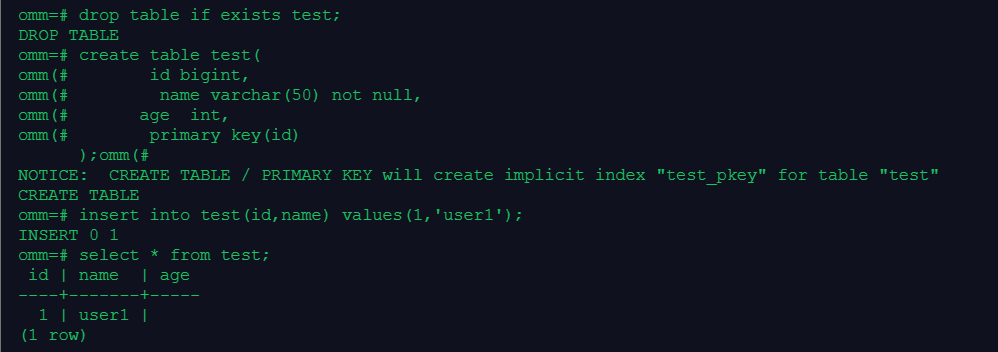 omm=# drop table if exists test;
DROP TABLE
omm=# create table test(
omm(#        id bigint,
omm(#         name varchar(50) not null,
omm(#       age  int,
omm(#        primary key(id)
      );omm(#
NOTICE:  CREATE TABLE / PRIMARY KEY will create implicit index "test_pkey" for table "test"
CREATE TABLE
omm=# insert into test(id,name) values(1,'user1');
INSERT 0 1
omm=# select * from test;
 id | name  | age
----+-------+-----
  1 | user1 |
(1 row)